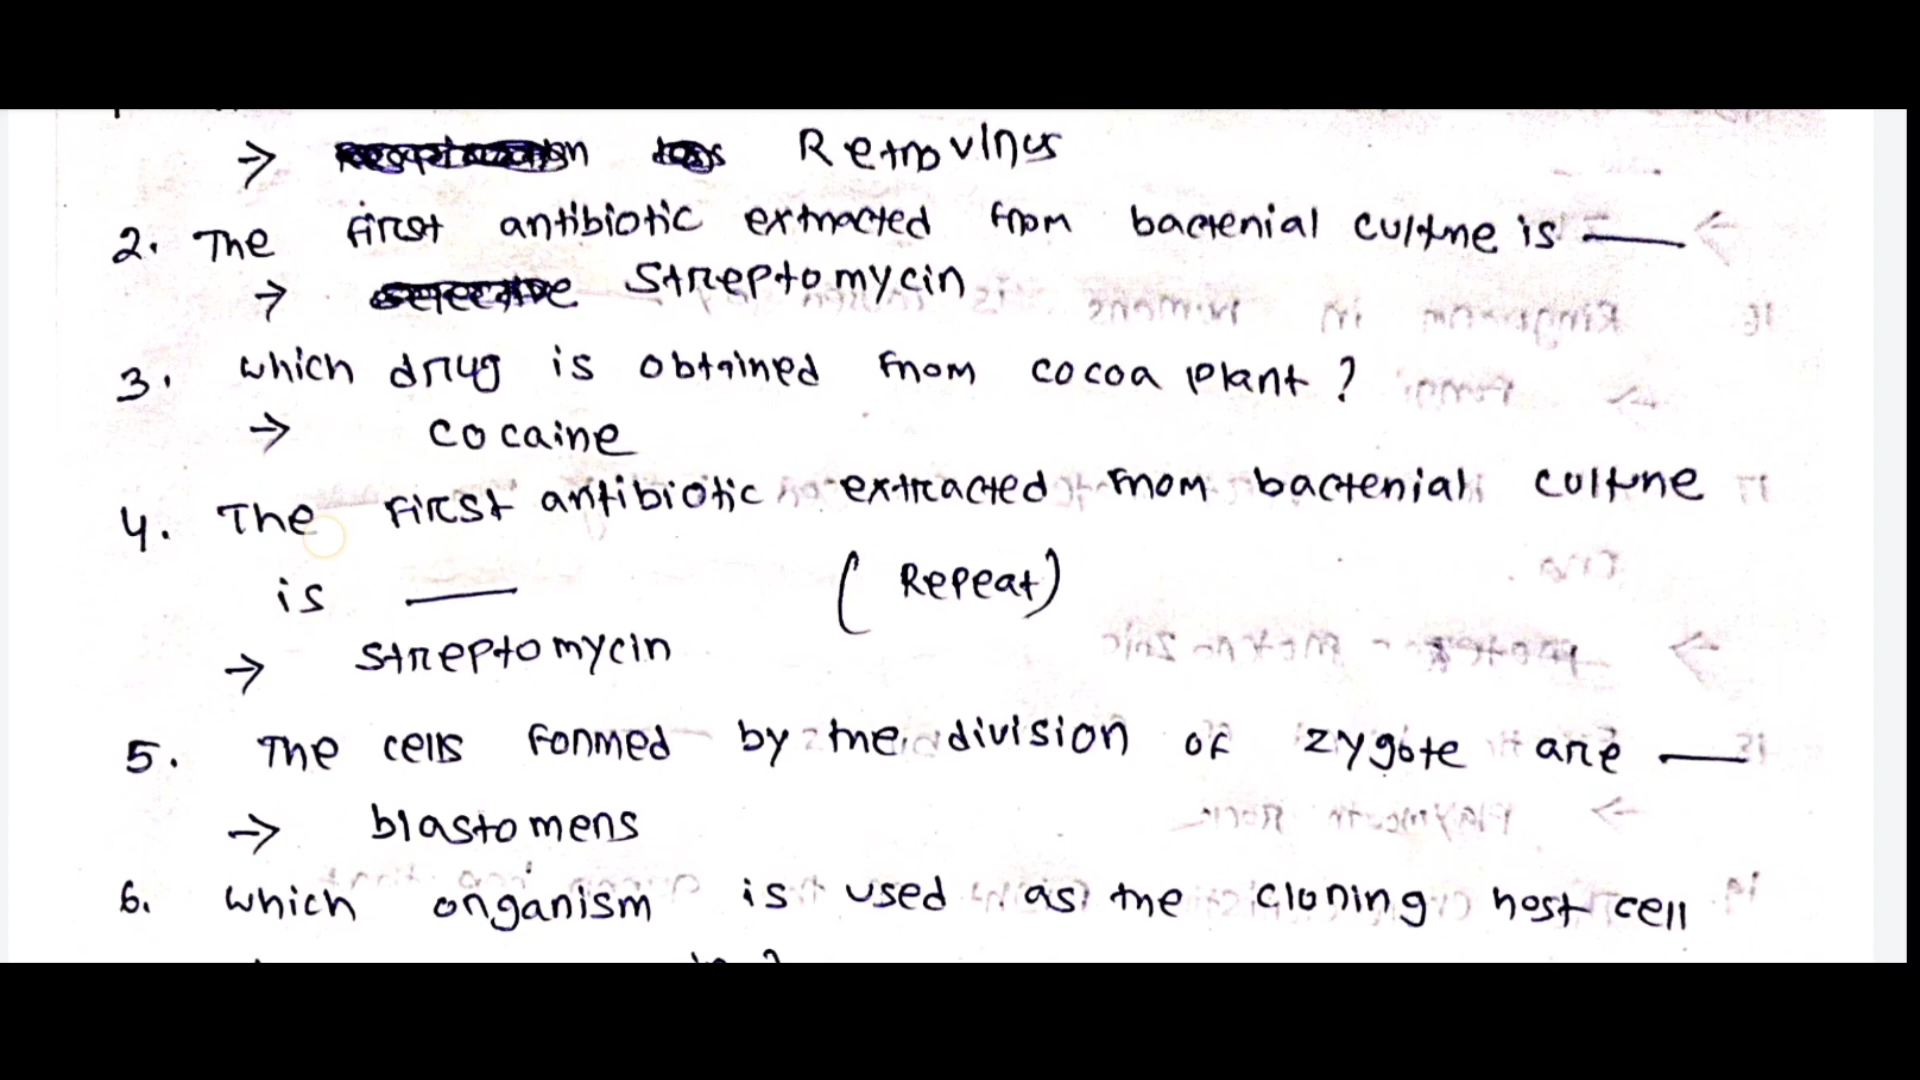 → Retrovirus
2. The first antibiotic extracted from bacterial culture is —
→ Streptomycin
3. which drug is obtained from cocoa plant ?
→ cocaine
4. The first antibiotic extracted from bacterial culture
is — (Repeat)
→ streptomycin
5. The cells formed by the division of zygote are —
→ blastomers
6. which organism is used as the cloning host cell